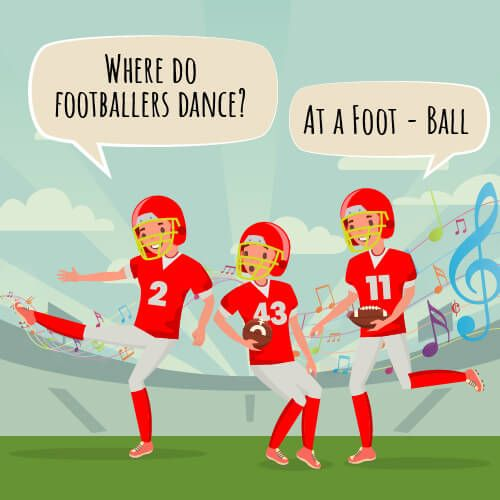 Where do
footballers dance?
At a Foot - Ball
2
43
11